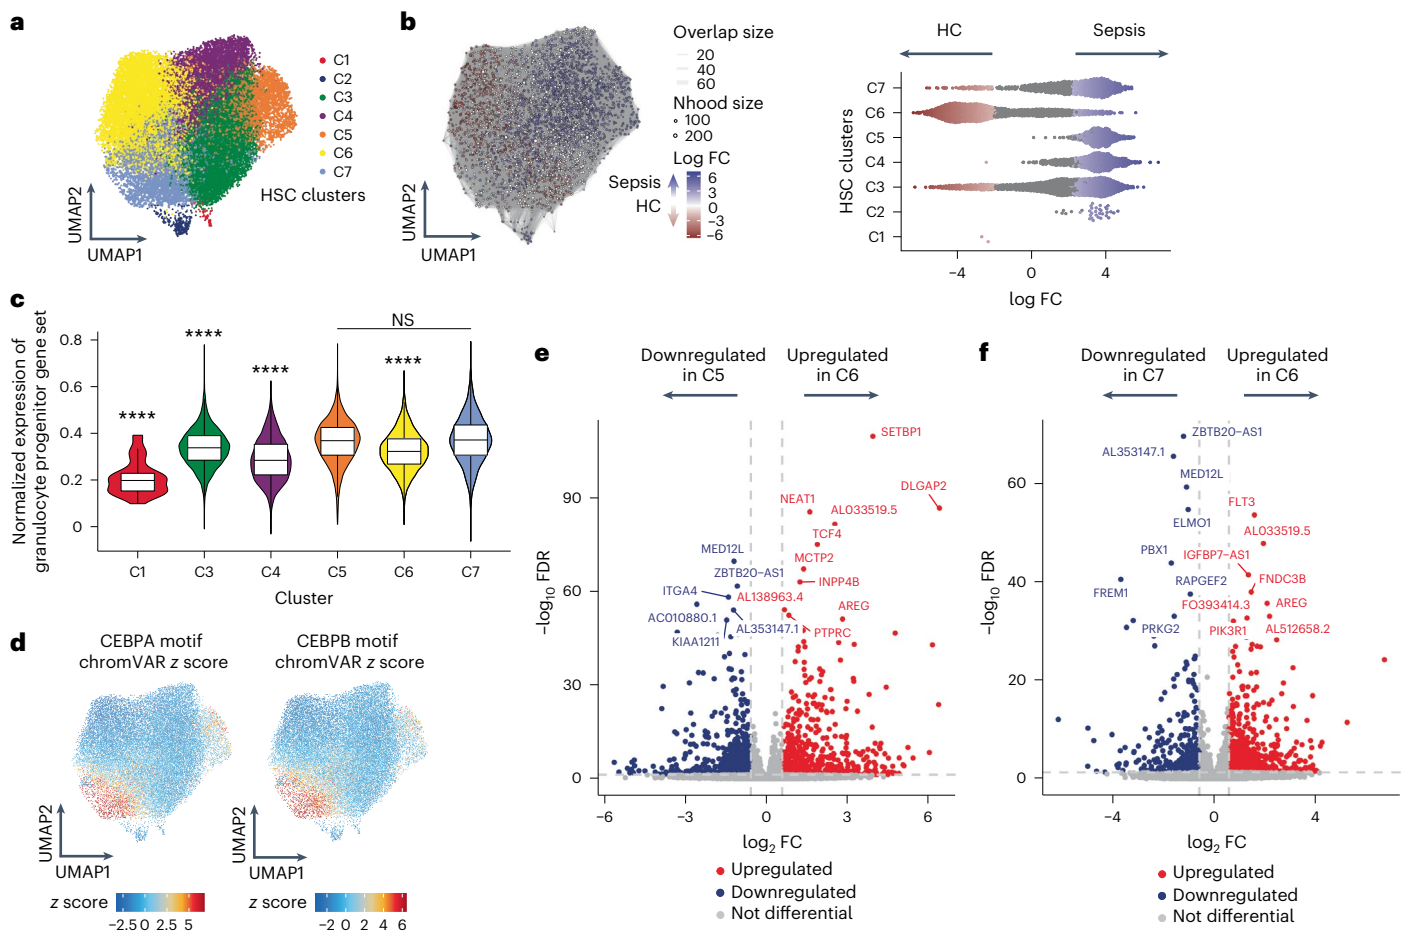 a
C1
C2
C3
C4
C5
C6
C7
HSC clusters
UMAP2
UMAP1
b
UMAP2
UMAP1
Overlap size
20
40
60
Nhood size
100
200
Log FC
Sepsis
HC
6
3
0
−3
−6
HC
Sepsis
HSC clusters
C7
C6
C5
C4
C3
C2
C1
−4
0
4
log FC
c
Normalized expression of
granulocyte progenitor gene set
0.8
0.6
0.4
0.2
0
****
****
****
NS
****
C1
C3
C4
C5
C6
C7
Cluster
d
CEBPA motif
chromVAR z score
CEBPB motif
chromVAR z score
UMAP2
UMAP1
UMAP2
UMAP1
z score
−2.5 0 2.5 5
z score
−2 0 2 4 6
e
Downregulated
in C5
Upregulated
in C6
−log10 FDR
90
60
30
0
SETBP1
DLGAP2
NEAT1
AL033519.5
TCF4
MED12L
MCTP2
ZBTB20−AS1
INPP4B
ITGA4
AL138963.4
AREG
AC010880.1
AL353147.1
PTPRC
KIAA1211
−6
−3
0
3
6
log2 FC
Upregulated
Downregulated
Not differential
f
Downregulated
in C7
Upregulated
in C6
−log10 FDR
60
40
20
0
ZBTB20−AS1
AL353147.1
MED12L
FLT3
ELMO1
AL033519.5
PBX1
IGFBP7−AS1
RAPGEF2
FNDC3B
FREM1
FO393414.3
AREG
PRKG2
PIK3R1
AL512658.2
−4
0
4
log2 FC
Upregulated
Downregulated
Not differential